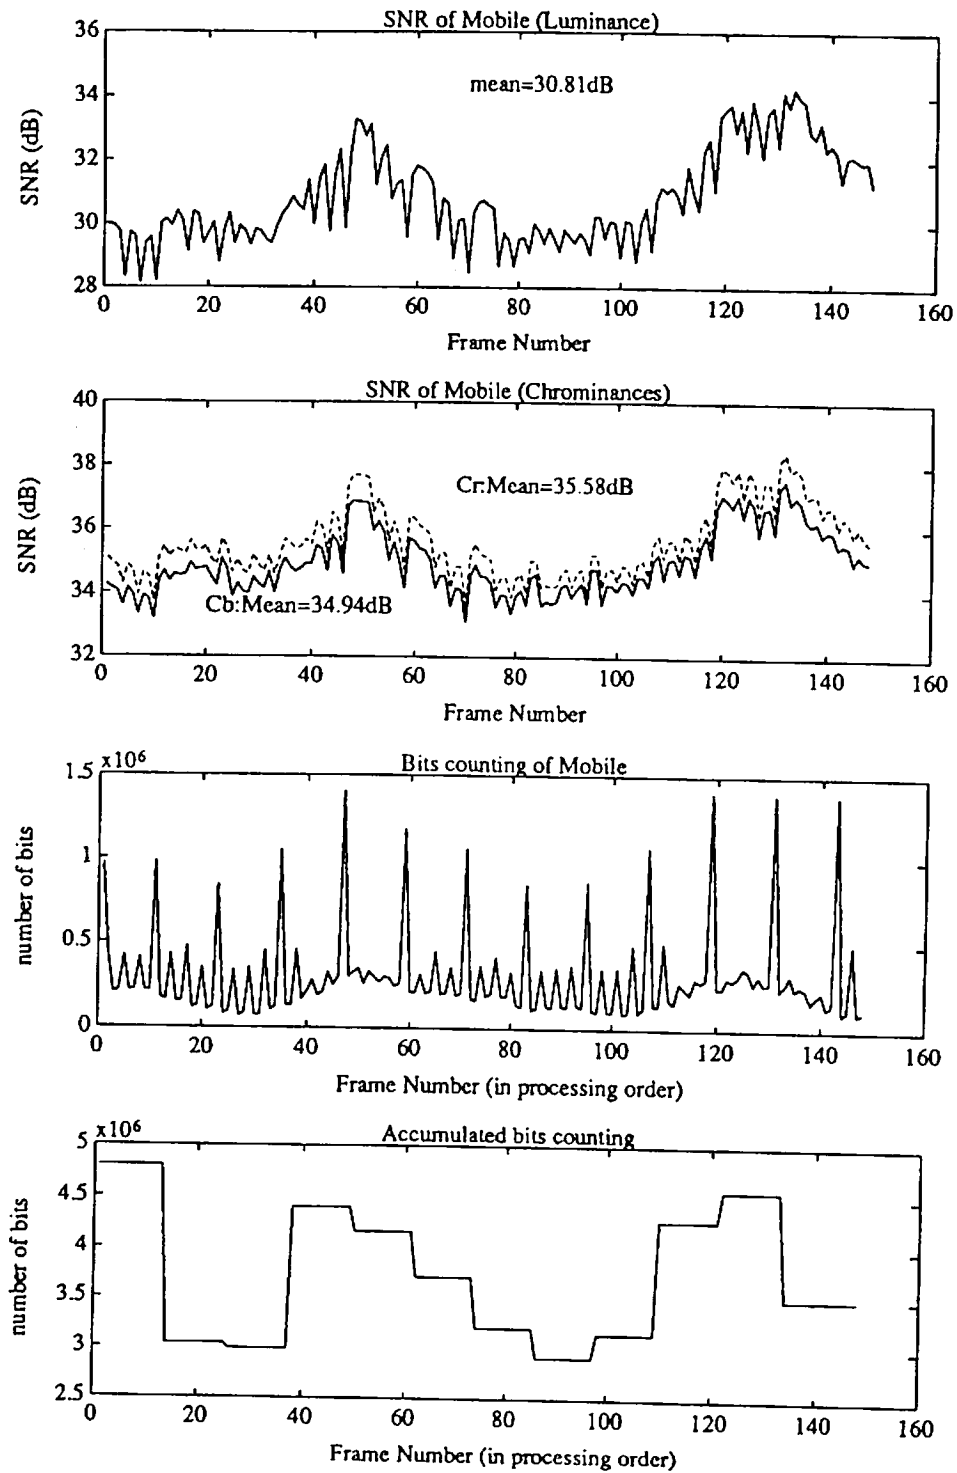 SNR of Mobile (Luminance)
36
34
32
30
28
SNR (dB)
mean=30.81dB
0 20 40 60 80 100 120 140 160
Frame Number
SNR of Mobile (Chrominances)
40
38
36
34
32
SNR (dB)
Cr:Mean=35.58dB
Cb:Mean=34.94dB
0 20 40 60 80 100 120 140 160
Frame Number
Bits counting of Mobile
x10⁶
1.5
1
0.5
0
number of bits
0 20 40 60 80 100 120 140 160
Frame Number (in processing order)
Accumulated bits counting
x10⁶
5
4.5
4
3.5
3
2.5
number of bits
0 20 40 60 80 100 120 140 160
Frame Number (in processing order)